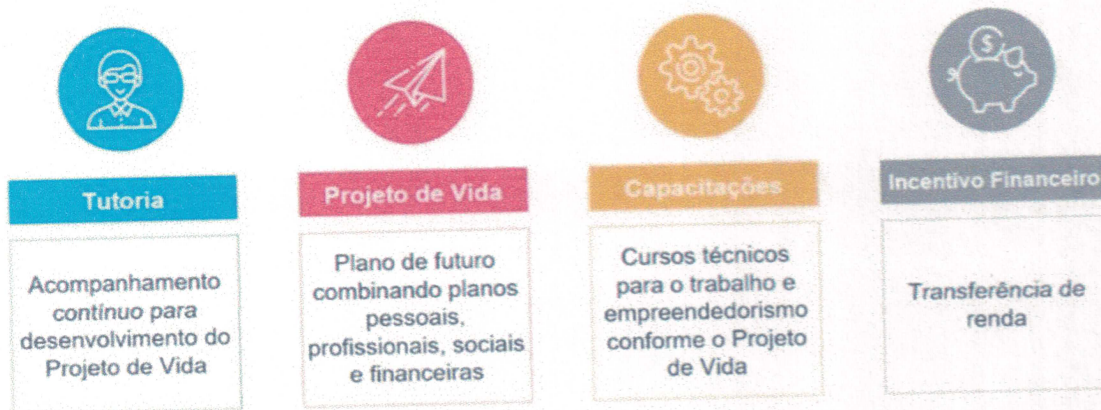 Tutoria
Acompanhamento
contínuo para
desenvolvimento do
Projeto de Vida
Projeto de Vida
Plano de futuro
combinando planos
pessoais,
profissionais, sociais
e financeiras
Capacitações
Cursos técnicos
para o trabalho e
empreendedorismo
conforme o Projeto
de Vida
Incentivo Financeiro
Transferência de
renda